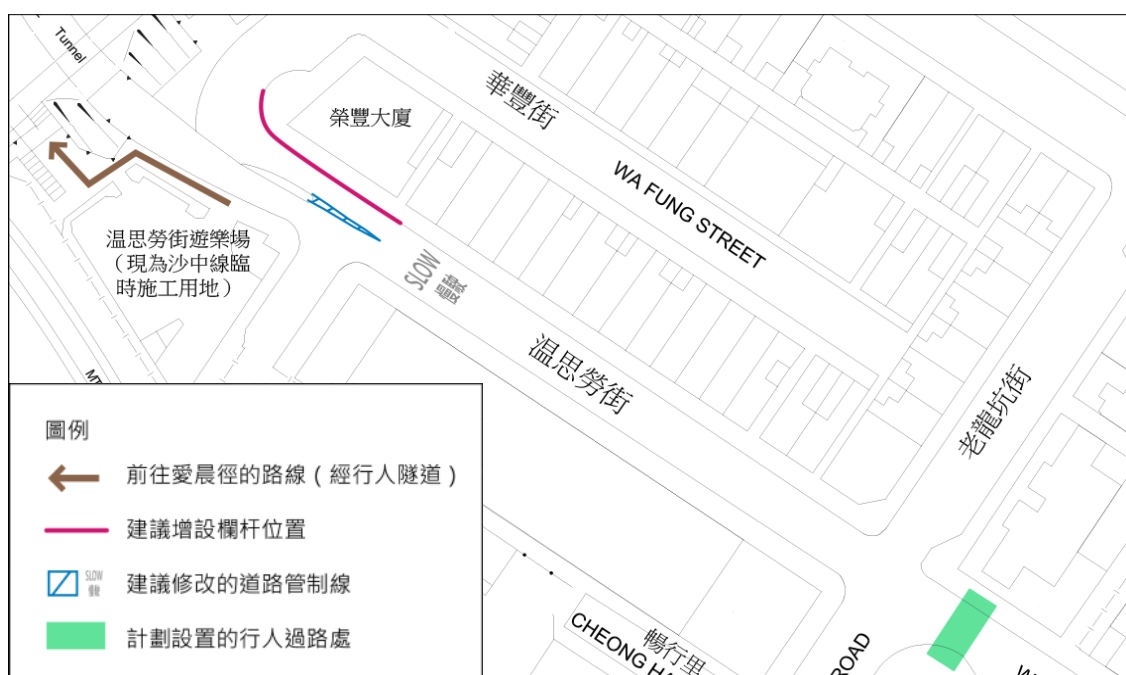 Tunnel
華豐街
榮豐大廈
WA FUNG STREET
温思勞街遊樂場
（現為沙中線臨
時施工用地）
SLOW
慢駛
温思勞街
老龍坑街
圖例
前往愛晨徑的路線（經行人隧道）
建議增設欄杆位置
SLOW
慢駛
建議修改的道路管制線
計劃設置的行人過路處
暢行里
CHEONG HA
ROAD